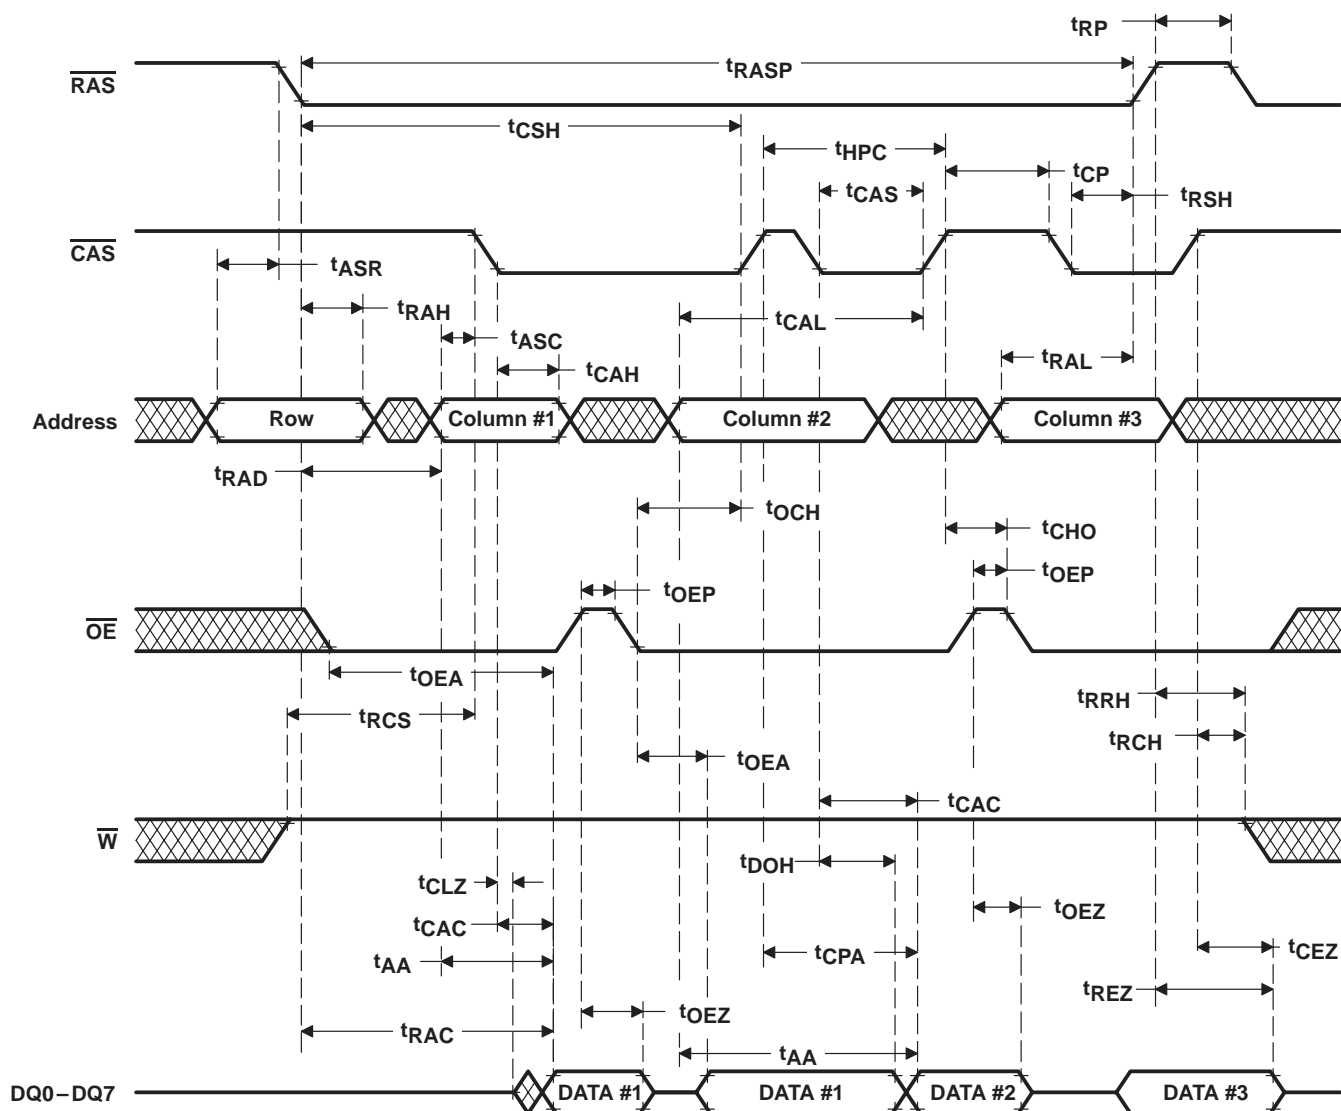 tRP
tRASP
RAS
tCSH
tHPC
tCP
tCAS
tRSH
CAS
tASR
tRAH
tCAL
tASC
tRAL
tCAH
Address
Row
Column #1
Column #2
Column #3
tRAD
tOCH
tCHO
tOEP
tOEP
OE
tOEA
tRRH
tRCS
tRCH
tOEA
tCAC
W
tDOH
tCLZ
tOEZ
tCAC
tCPA
tCEZ
tAA
tREZ
tOEZ
tRAC
tAA
DQ0–DQ7
DATA #1
DATA #1
DATA #2
DATA #3